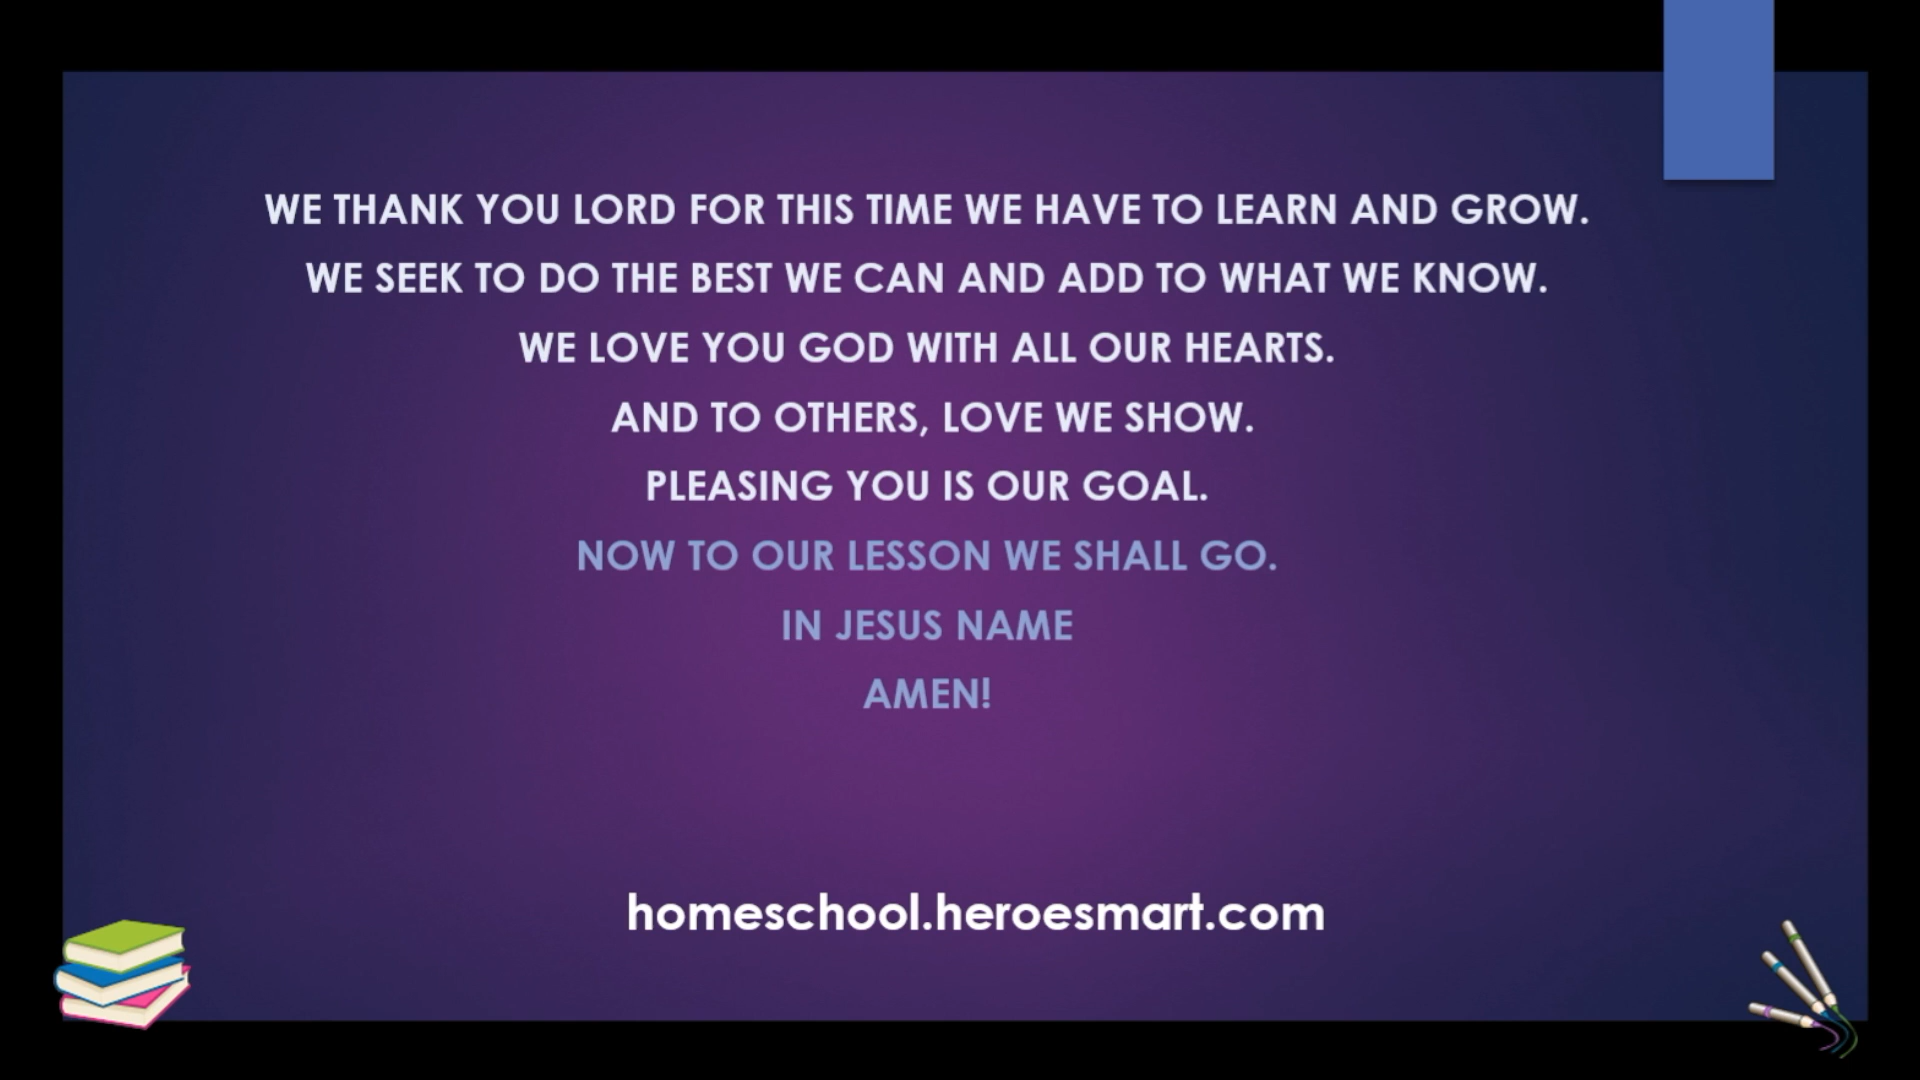 WE THANK YOU LORD FOR THIS TIME WE HAVE TO LEARN AND GROW.
WE SEEK TO DO THE BEST WE CAN AND ADD TO WHAT WE KNOW.
WE LOVE YOU GOD WITH ALL OUR HEARTS.
AND TO OTHERS, LOVE WE SHOW.
PLEASING YOU IS OUR GOAL.
NOW TO OUR LESSON WE SHALL GO.
IN JESUS NAME
AMEN!
homeschool.heroesmart.com